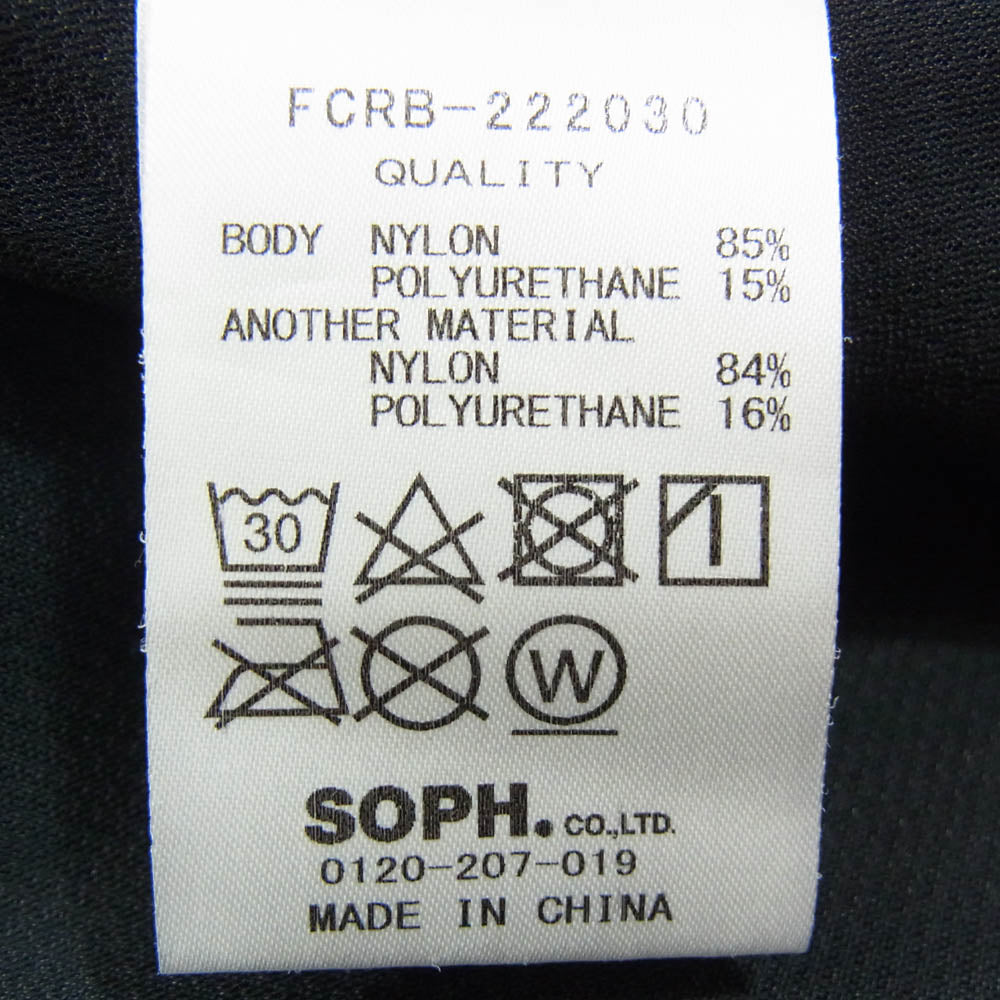 FCRB-222030
QUALITY
BODY NYLON 85%
POLYURETHANE 15%
ANOTHER MATERIAL
NYLON 84%
POLYURETHANE 16%
30
W
SOPH. CO.,LTD.
0120-207-019
MADE IN CHINA